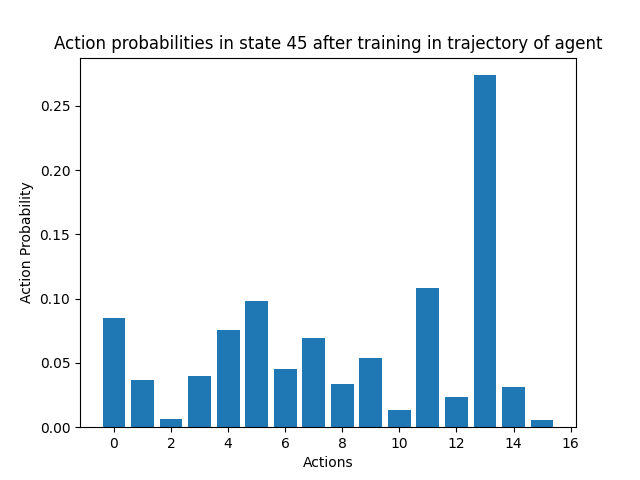 Action probabilities in state 45 after training in trajectory of agent
Action Probability
0.25
0.20
0.15
0.10
0.05
0.00
0 2 4 6 8 10 12 14 16
Actions